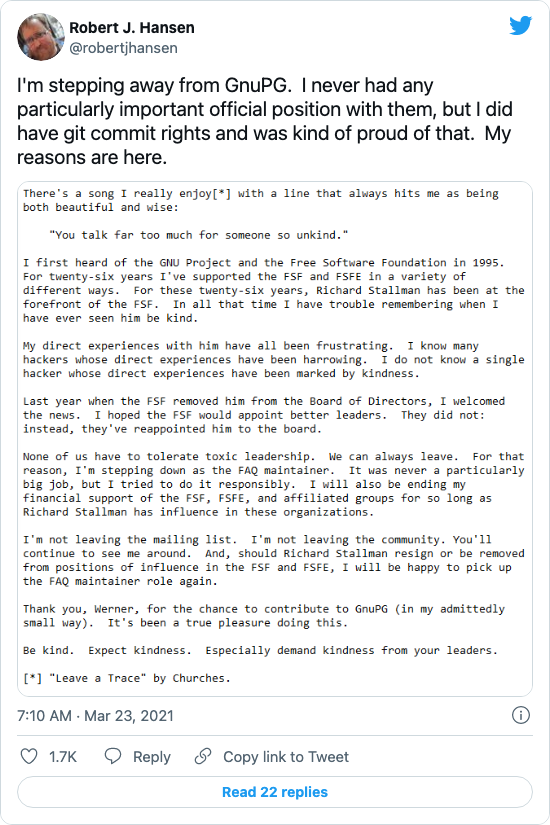 Robert J. Hansen
@robertjhansen
I'm stepping away from GnuPG.  I never had any
particularly important official position with them, but I did
have git commit rights and was kind of proud of that.  My
reasons are here.
There's a song I really enjoy[*] with a line that always hits me as being
both beautiful and wise:
"You talk far too much for someone so unkind."
I first heard of the GNU Project and the Free Software Foundation in 1995.
For twenty-six years I've supported the FSF and FSFE in a variety of
different ways.  For these twenty-six years, Richard Stallman has been at the
forefront of the FSF.  In all that time I have trouble remembering when I
have ever seen him be kind.
My direct experiences with him have all been frustrating.  I know many
hackers whose direct experiences have been harrowing.  I do not know a single
hacker whose direct experiences have been marked by kindness.
Last year when the FSF removed him from the Board of Directors, I welcomed
the news.  I hoped the FSF would appoint better leaders.  They did not:
instead, they've reappointed him to the board.
None of us have to tolerate toxic leadership.  We can always leave.  For that
reason, I'm stepping down as the FAQ maintainer.  It was never a particularly
big job, but I tried to do it responsibly.  I will also be ending my
financial support of the FSF, FSFE, and affiliated groups for so long as
Richard Stallman has influence in these organizations.
I'm not leaving the mailing list.  I'm not leaving the community. You'll
continue to see me around.  And, should Richard Stallman resign or be removed
from positions of influence in the FSF and FSFE, I will be happy to pick up
the FAQ maintainer role again.
Thank you, Werner, for the chance to contribute to GnuPG (in my admittedly
small way).  It's been a true pleasure doing this.
Be kind.  Expect kindness.  Especially demand kindness from your leaders.
[*] "Leave a Trace" by Churches.
7:10 AM · Mar 23, 2021
1.7K Reply Copy link to Tweet
Read 22 replies